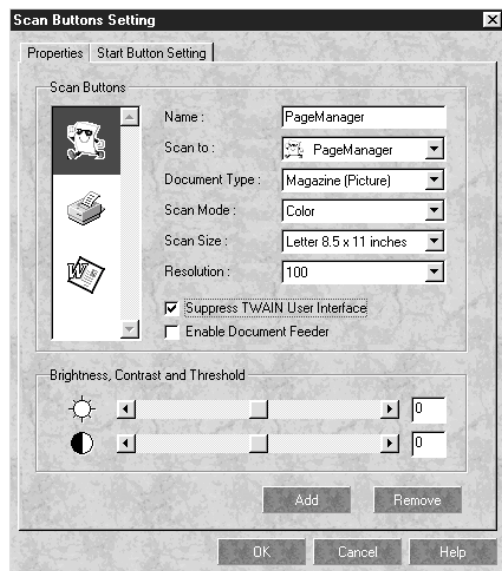 Scan Buttons Setting
Properties Start Button Setting
Scan Buttons
Name : PageManager
Scan to : PageManager
Document Type : Magazine (Picture)
Scan Mode : Color
Scan Size : Letter 8.5 x 11 inches
Resolution : 100
Suppress TWAIN User Interface
Enable Document Feeder
W
Brightness, Contrast and Threshold
0
0
Add Remove
OK Cancel Help